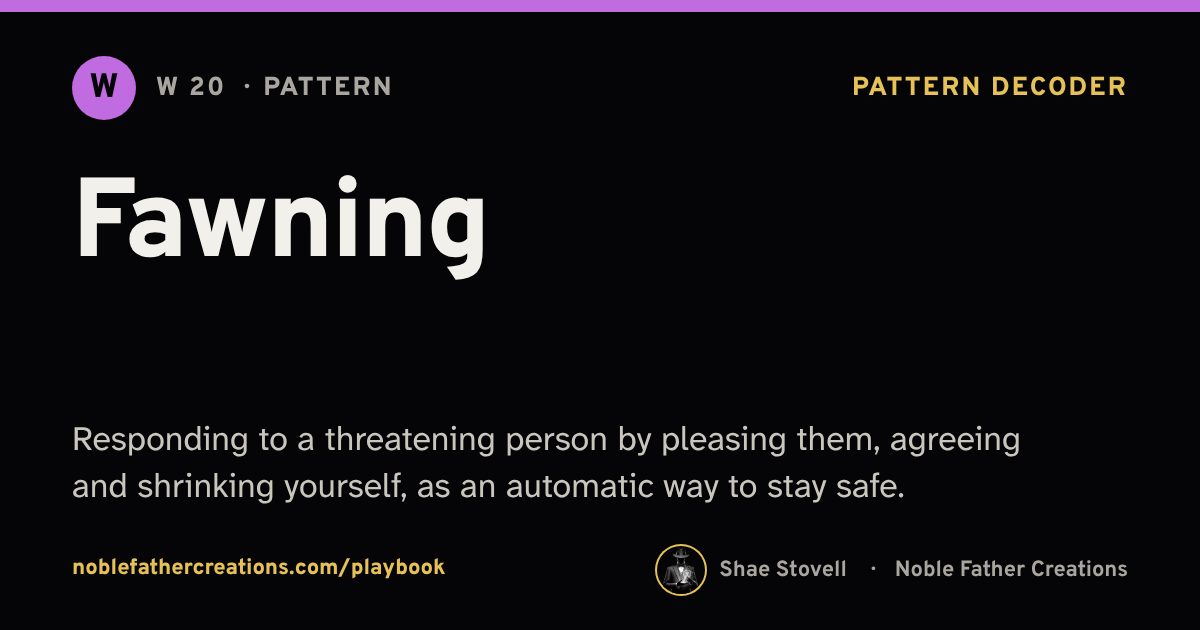 W
W 20 · PATTERN
PATTERN DECODER
Fawning
Responding to a threatening person by pleasing them, agreeing
and shrinking yourself, as an automatic way to stay safe.
noblefathercreations.com/playbook
Shae Stovell · Noble Father Creations